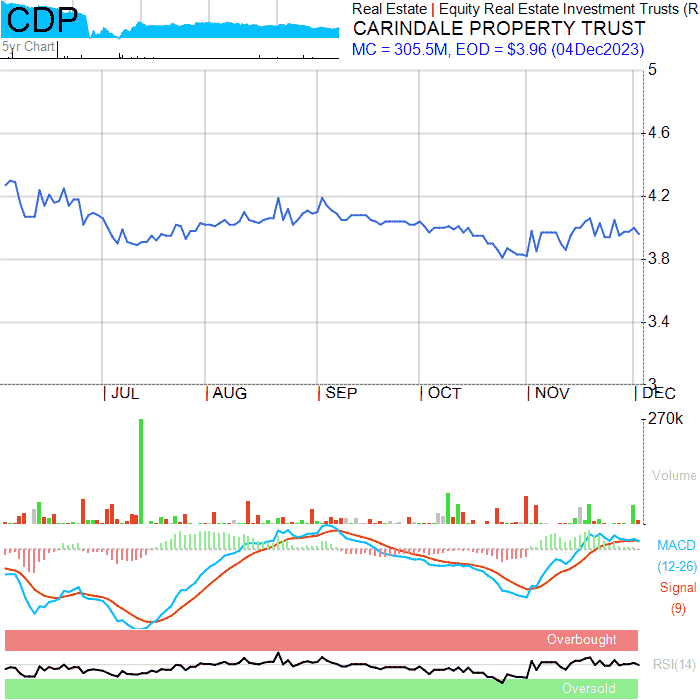 CDP
5yr Chart
Real Estate | Equity Real Estate Investment Trusts (R
CARINDALE PROPERTY TRUST
MC = 305.5M, EOD = $3.96 (04Dec2023)
5
4.6
4.2
3.8
3.4
3
JUL AUG SEP OCT NOV DEC
270k
Volume
MACD
(12-26)
Signal
(9)
Overbought
RSI(14)
Oversold